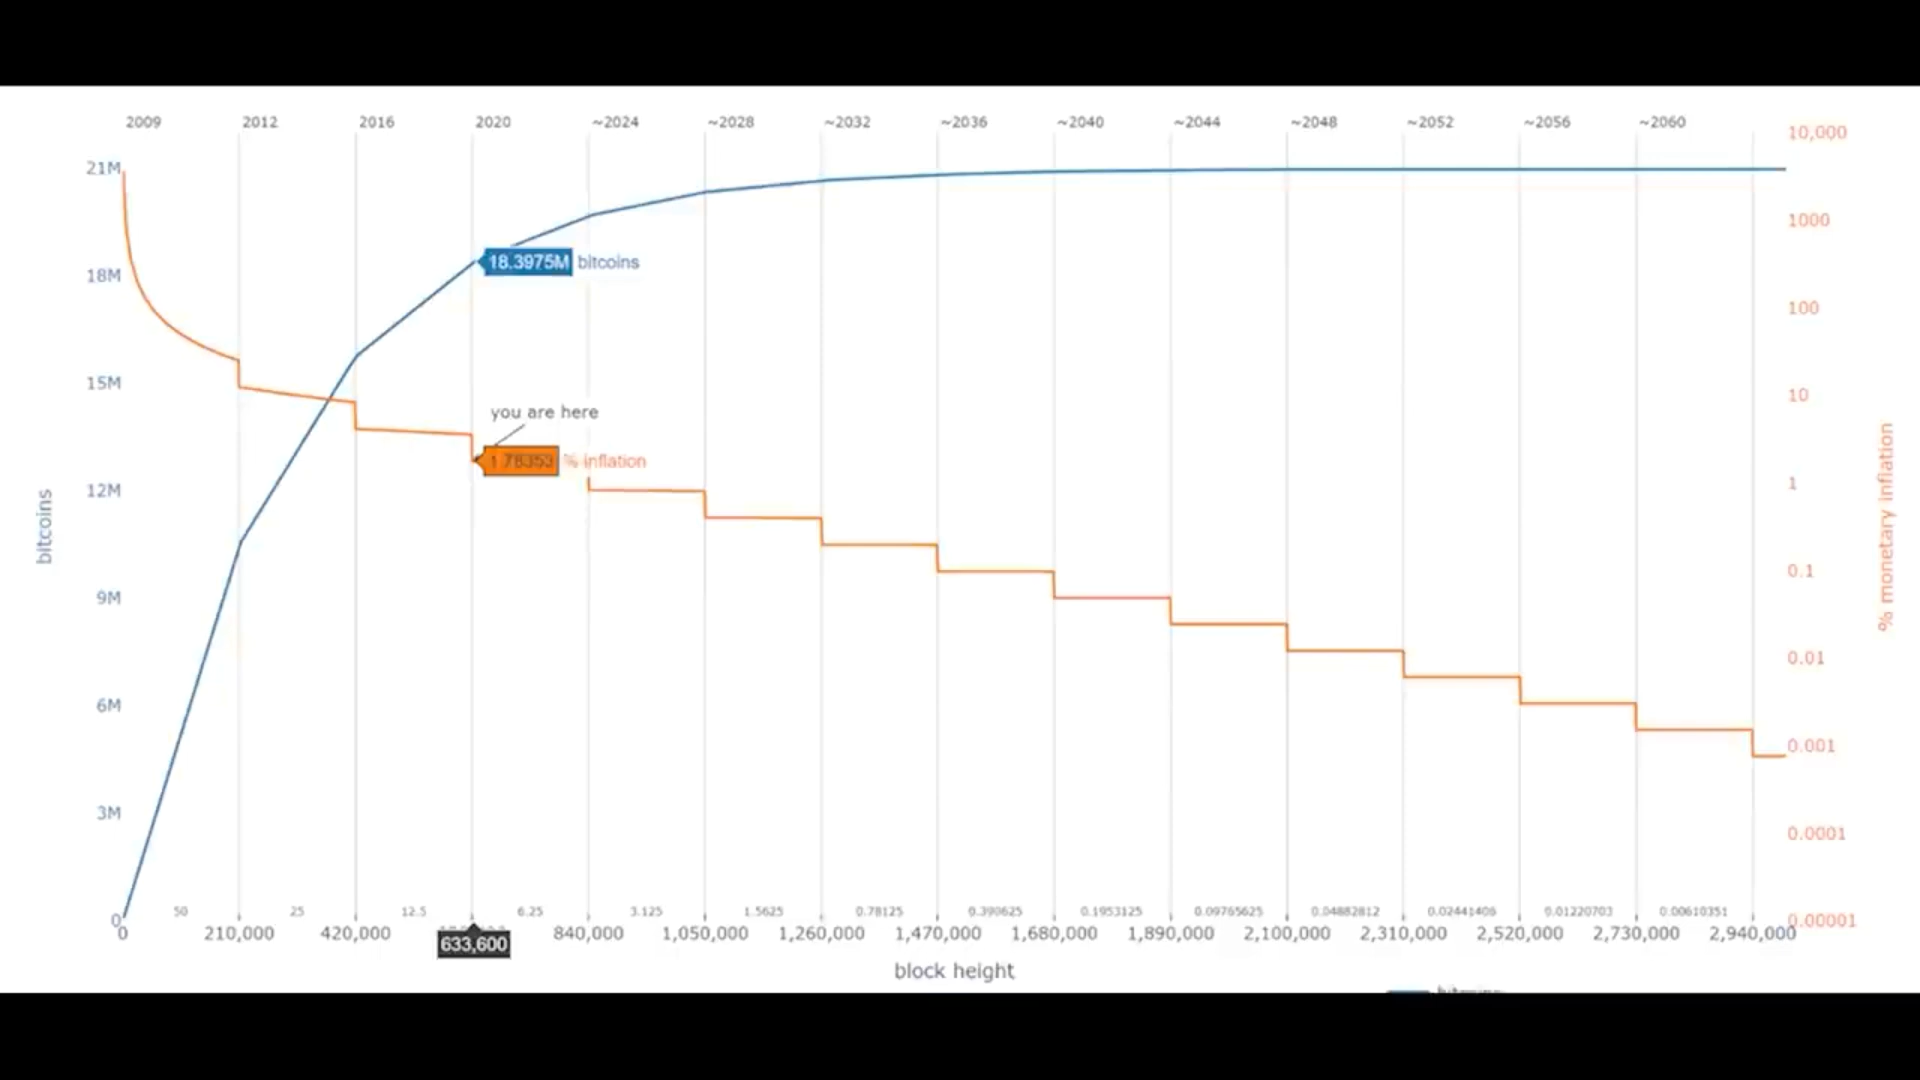 2009 2012 2016 2020 ~2024 ~2028 ~2032 ~2036 ~2040 ~2044 ~2048 ~2052 ~2056 ~2060
10,000
21M
1000
18.3975M bitcoins
18M
100
15M
10
you are here
1.78353 % inflation
1
12M
bitcoins
% monetary inflation
0.1
9M
0.01
6M
0.001
3M
0.0001
50 25 12.5 6.25 3.125 1.5625 0.78125 0.390625 0.1953125 0.09765625 0.04882812 0.02441406 0.01220703 0.00610351
0
0.00001
0 210,000 420,000 633,600 840,000 1,050,000 1,260,000 1,470,000 1,680,000 1,890,000 2,100,000 2,310,000 2,520,000 2,730,000 2,940,000
block height